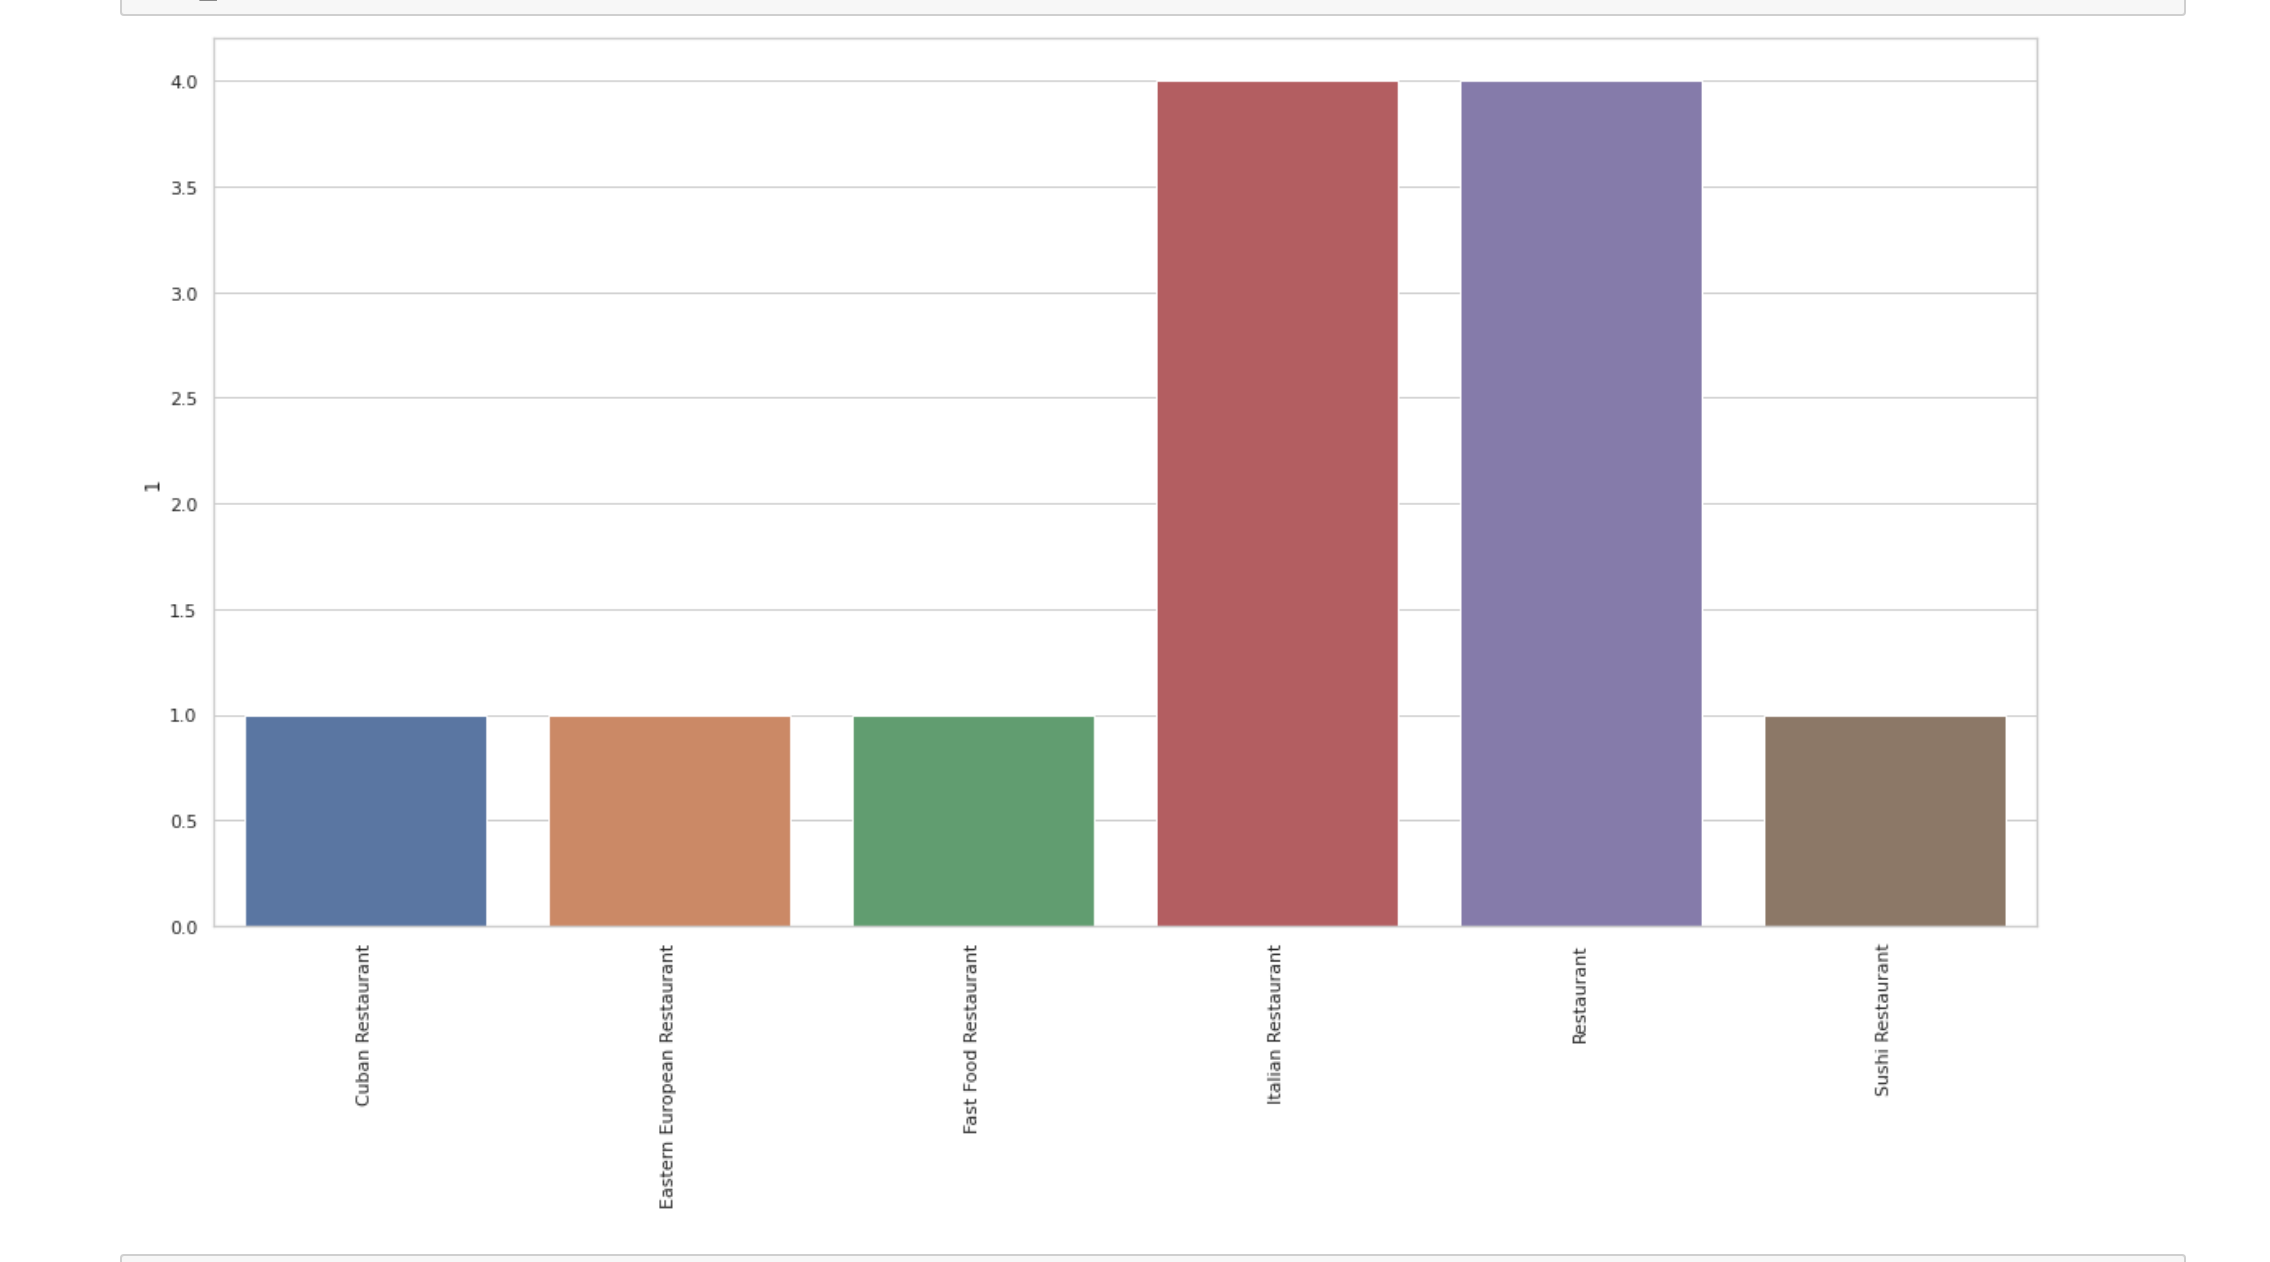 4.0
3.5
3.0
2.5
2.0
1.5
1.0
0.5
0.0
1
Cuban Restaurant
Eastern European Restaurant
Fast Food Restaurant
Italian Restaurant
Restaurant
Sushi Restaurant